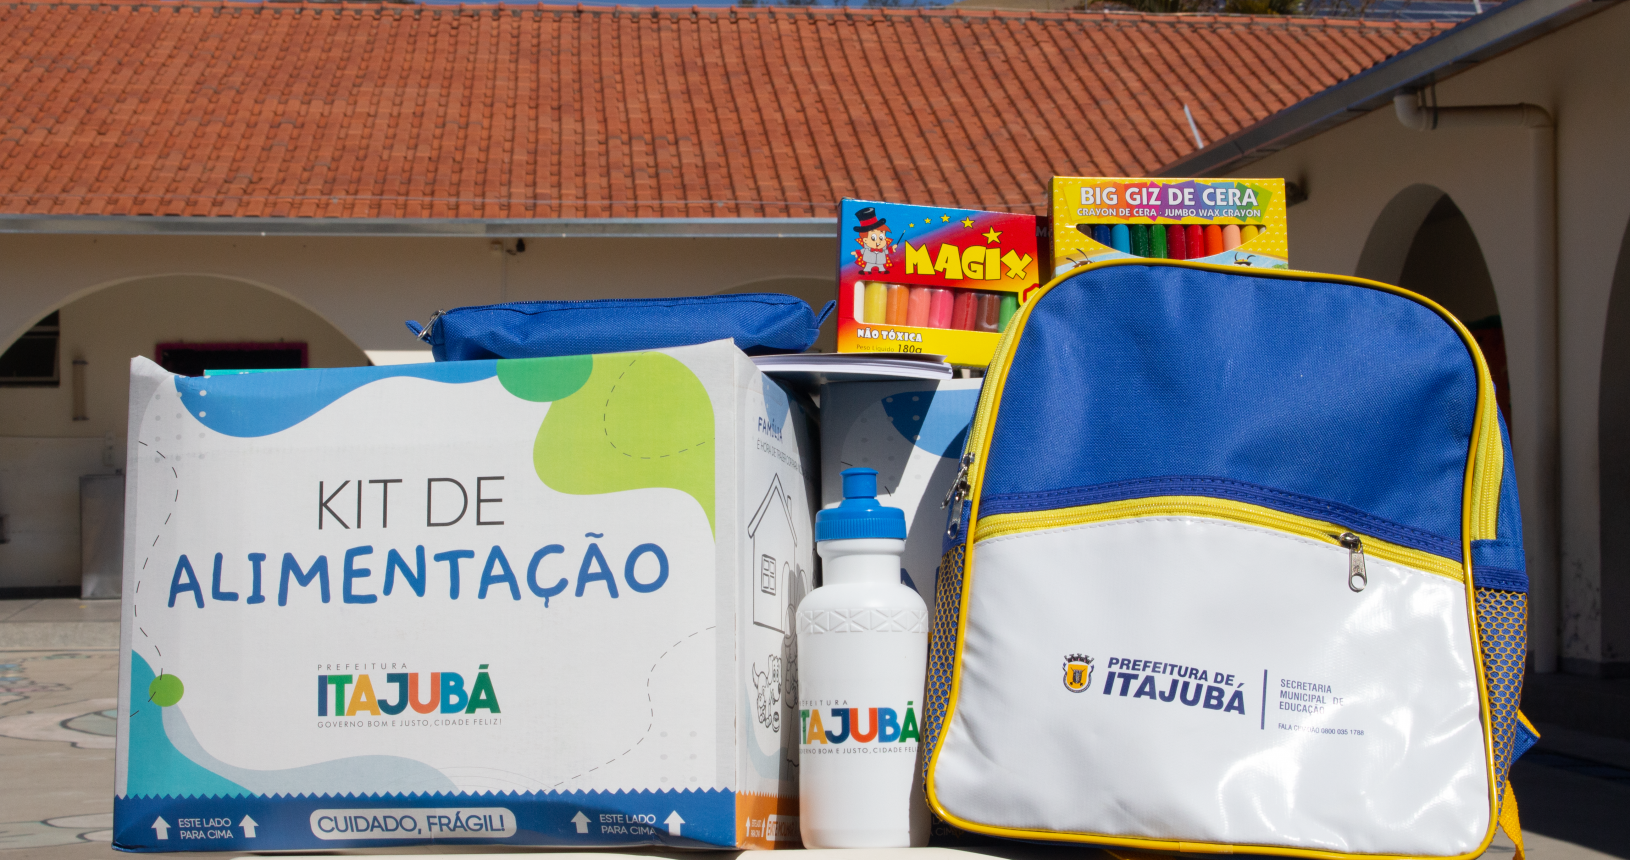 BIG GIZ DE CERA
CRAYON DE CERA · JUMBO WAX CRAYON
MAGIX
NÃO TÓXICA
Peso Líquido 180g
KIT DE
ALIMENTAÇÃO
PREFEITURA
ITAJUBÁ
GOVERNO BOM E JUSTO, CIDADE FELIZ!
ESTE LADO
PARA CIMA
CUIDADO, FRÁGIL!
ESTE LADO
PARA CIMA
PREFEITURA
ITAJUBÁ
GOVERNO BOM E JUSTO, CIDADE FELIZ
PREFEITURA DE
ITAJUBÁ
SECRETARIA
MUNICIPAL DE
EDUCAÇÃO
0800 035 1788